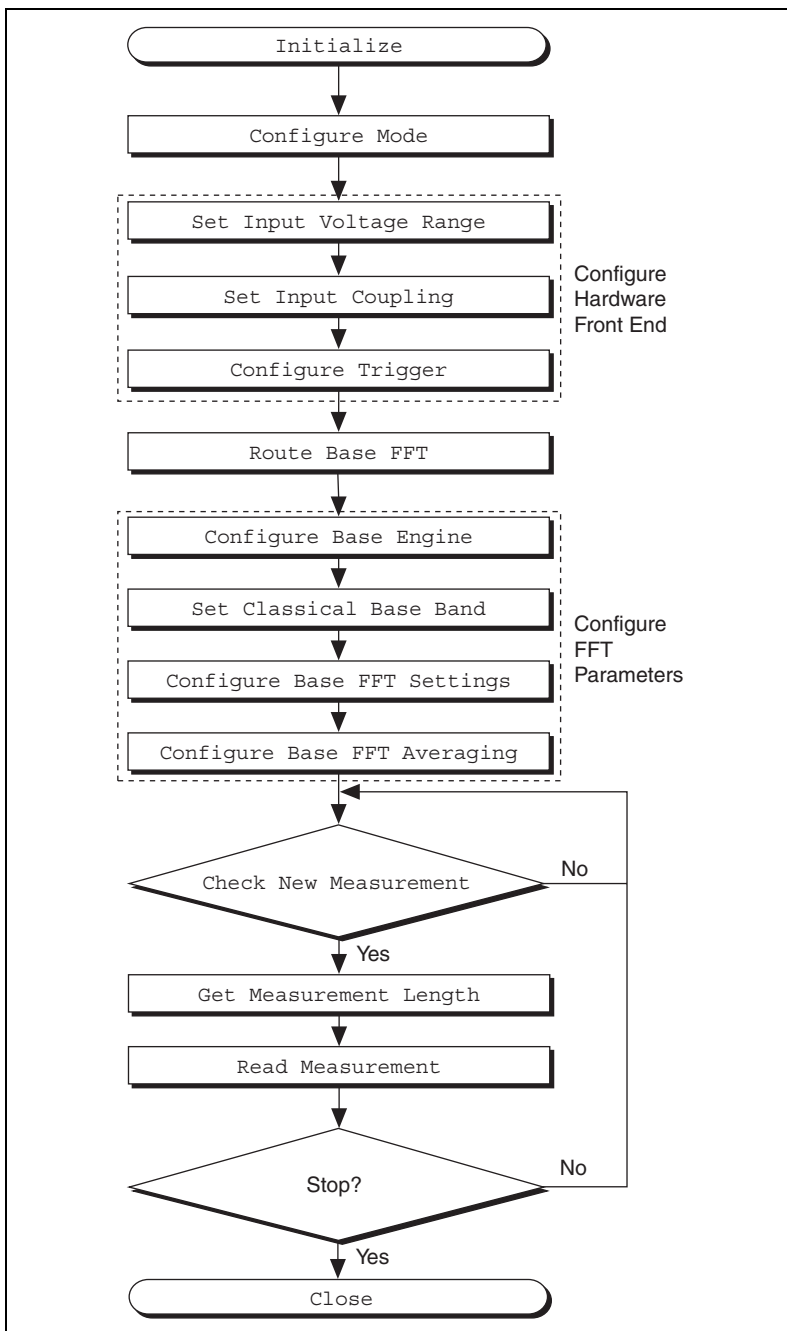 Initialize
Configure Mode
Set Input Voltage Range
Set Input Coupling
Configure Trigger
Configure
Hardware
Front End
Route Base FFT
Configure Base Engine
Set Classical Base Band
Configure Base FFT Settings
Configure Base FFT Averaging
Configure
FFT
Parameters
Check New Measurement
No
Yes
Get Measurement Length
Read Measurement
Stop?
No
Yes
Close